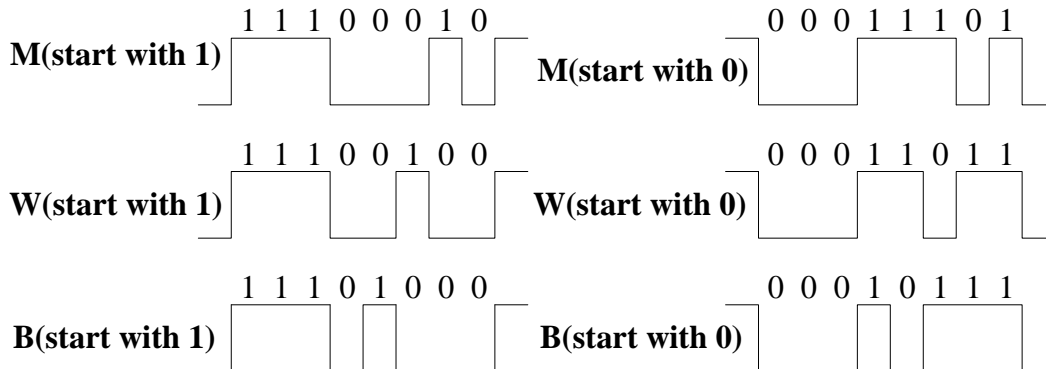 1 1 1 0 0 0 1 0
M(start with 1)
0 0 0 1 1 1 0 1
M(start with 0)
1 1 1 0 0 1 0 0
W(start with 1)
0 0 0 1 1 0 1 1
W(start with 0)
1 1 1 0 1 0 0 0
B(start with 1)
0 0 0 1 0 1 1 1
B(start with 0)